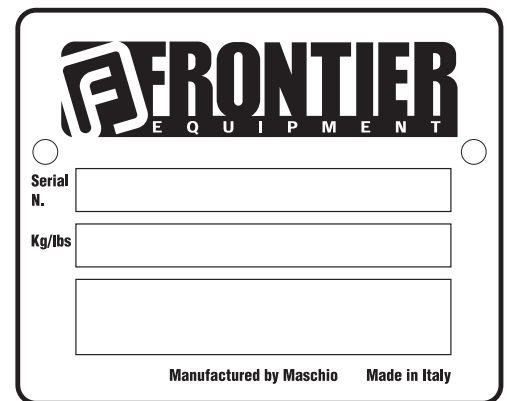 FRONTIER
EQUIPMENT
Serial
N.
Kg/lbs
Manufactured by Maschio Made in Italy